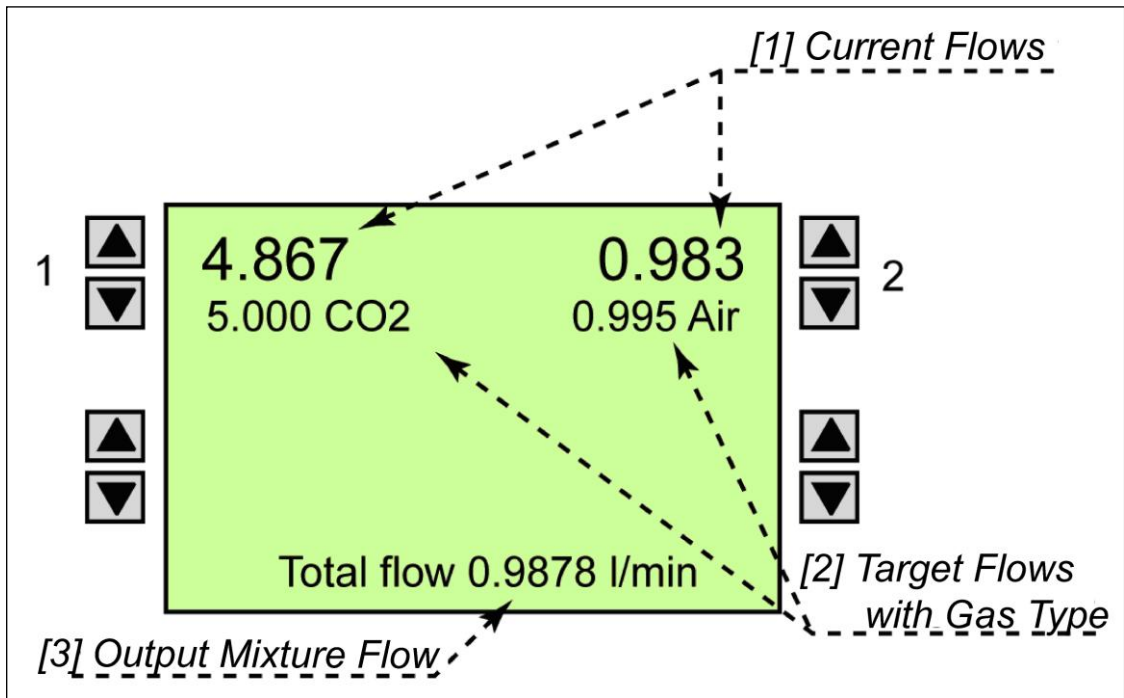 [1] Current Flows
1
4.867
0.983
2
5.000 CO2
0.995 Air
Total flow 0.9878 l/min
[2] Target Flows
with Gas Type
[3] Output Mixture Flow